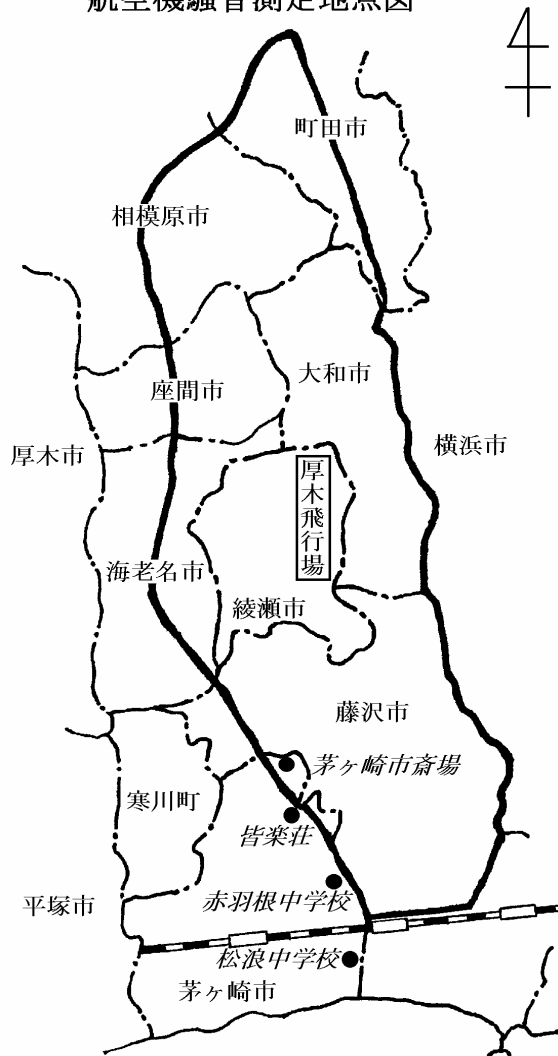 航空機騒音測定地点図
町田市
相模原市
大和市
座間市
横浜市
厚木市
厚木飛行場
海老名市
綾瀬市
藤沢市
茅ヶ崎市斎場
寒川町
皆楽荘
赤羽根中学校
平塚市
松浪中学校
茅ヶ崎市